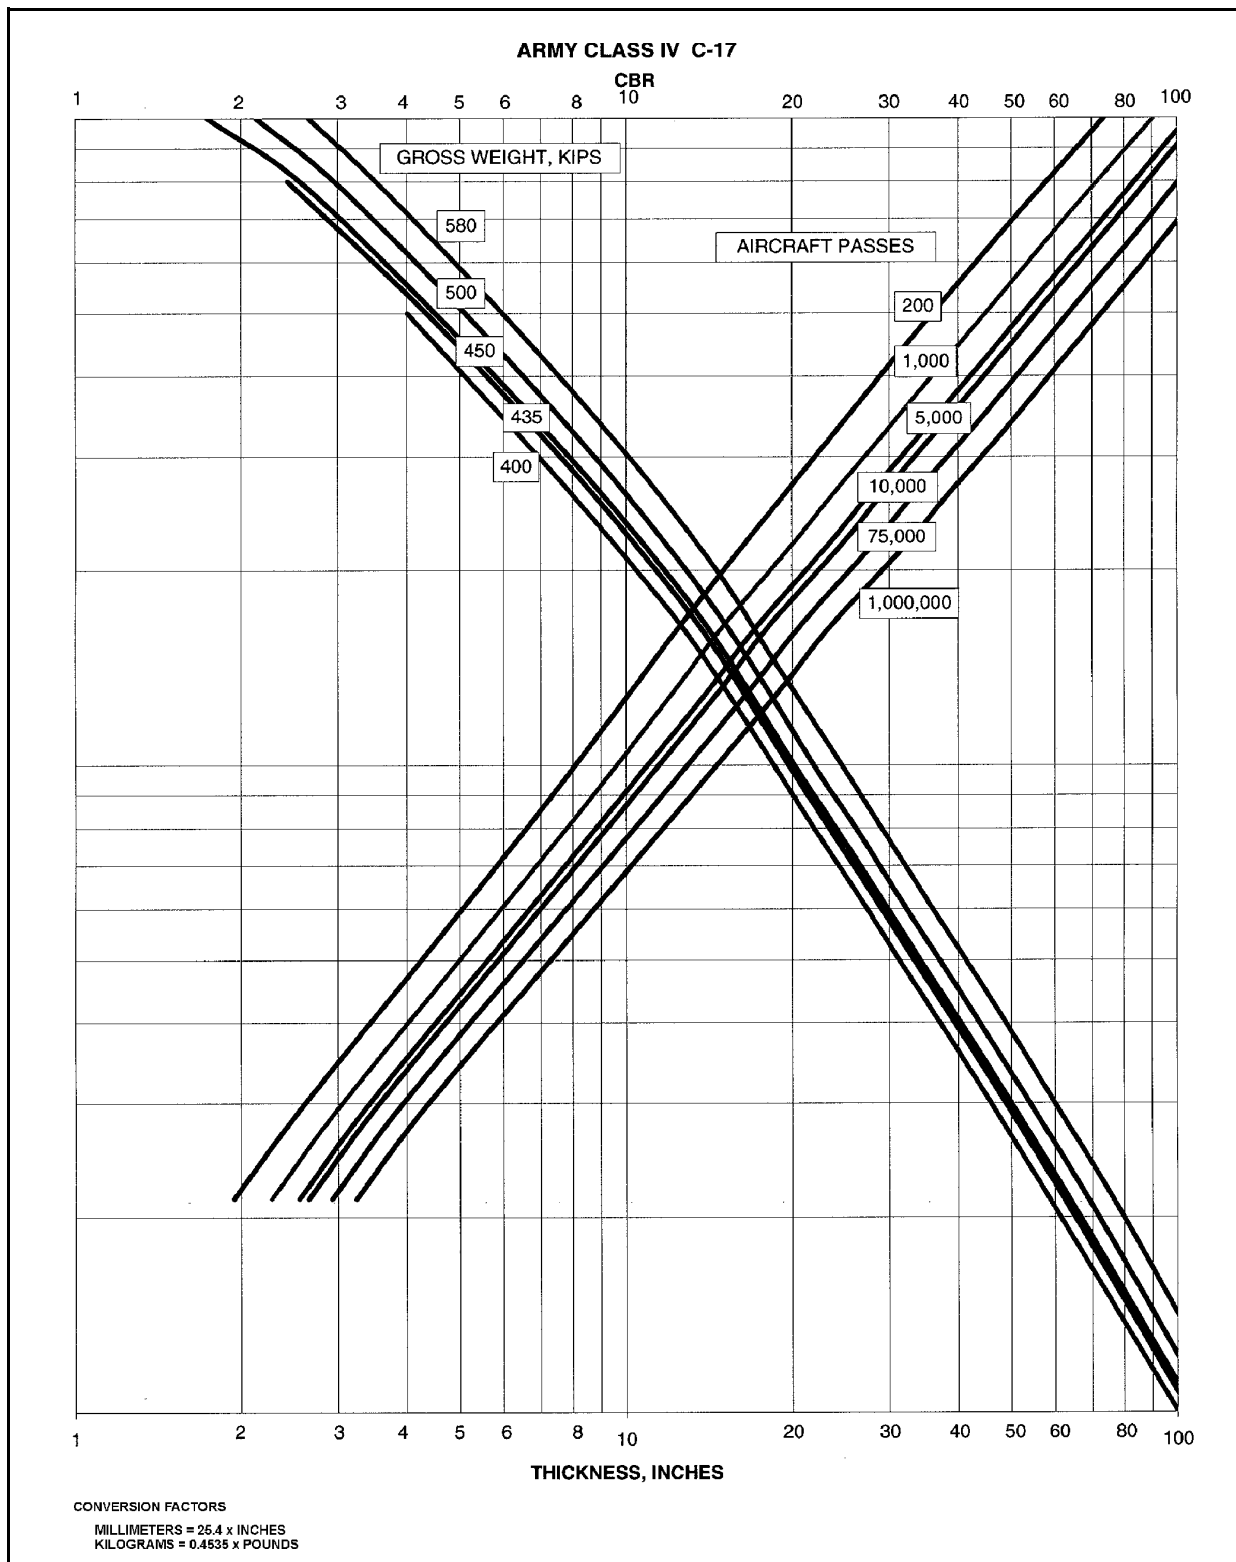 ARMY CLASS IV C-17
CBR
1 2 3 4 5 6 8 10 20 30 40 50 60 80 100
GROSS WEIGHT, KIPS
580
AIRCRAFT PASSES
500
200
450
1,000
435
5,000
400
10,000
75,000
1,000,000
1 2 3 4 5 6 8 10 20 30 40 50 60 80 100
THICKNESS, INCHES
CONVERSION FACTORS
MILLIMETERS = 25.4 x INCHES
KILOGRAMS = 0.4535 x POUNDS